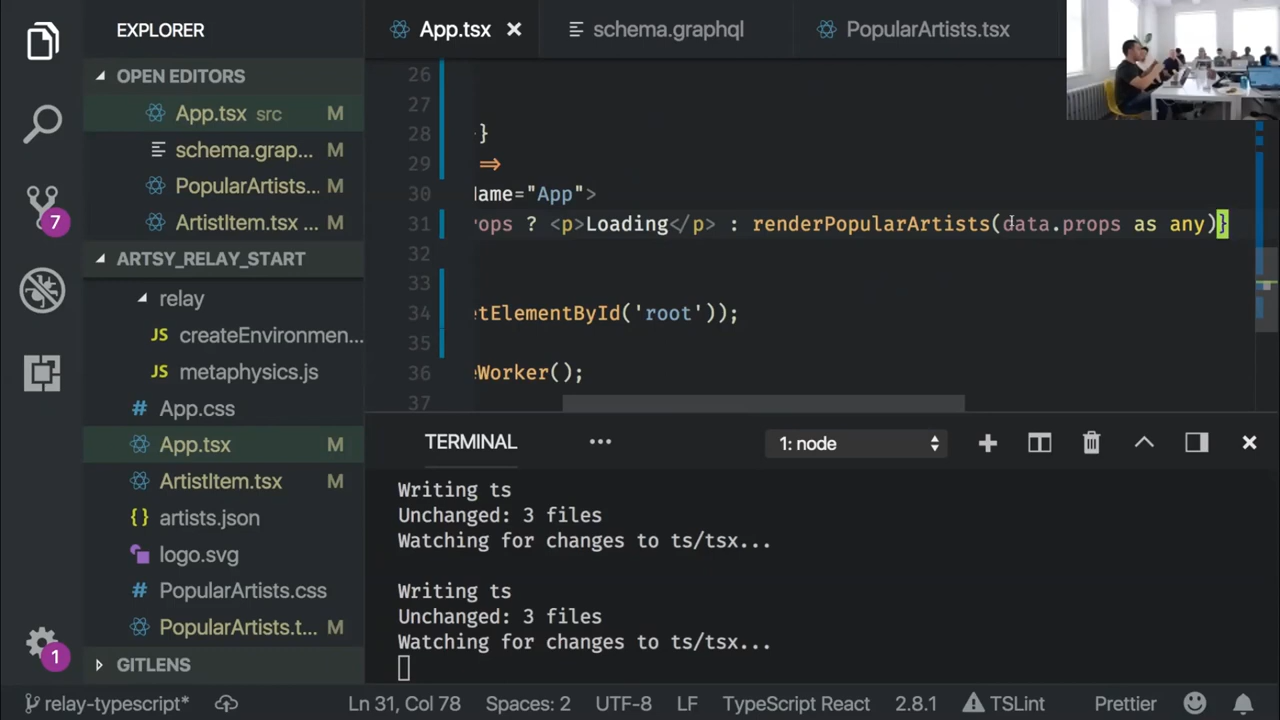 EXPLORER
OPEN EDITORS
App.tsx src M
schema.grap... M
PopularArtists... M
ArtistItem.tsx ... M
ARTSY_RELAY_START
relay
JS createEnvironmen...
JS metaphysics.js
# App.css
App.tsx M
ArtistItem.tsx M
{} artists.json
logo.svg
# PopularArtists.css
PopularArtists.t... M
GITLENS
7
1
App.tsx
schema.graphql
PopularArtists.tsx
26
27
28 }
29 =>
30 Name="App">
31 rops ? <p>Loading</p> : renderPopularArtists(data.props as any)}
32
33
34 etElementById('root'));
35
36 eWorker();
37
TERMINAL ••• 1: node
Writing ts
Unchanged: 3 files
Watching for changes to ts/tsx...
Writing ts
Unchanged: 3 files
Watching for changes to ts/tsx...
relay-typescript* Ln 31, Col 78 Spaces: 2 UTF-8 LF TypeScript React 2.8.1 TSLint Prettier